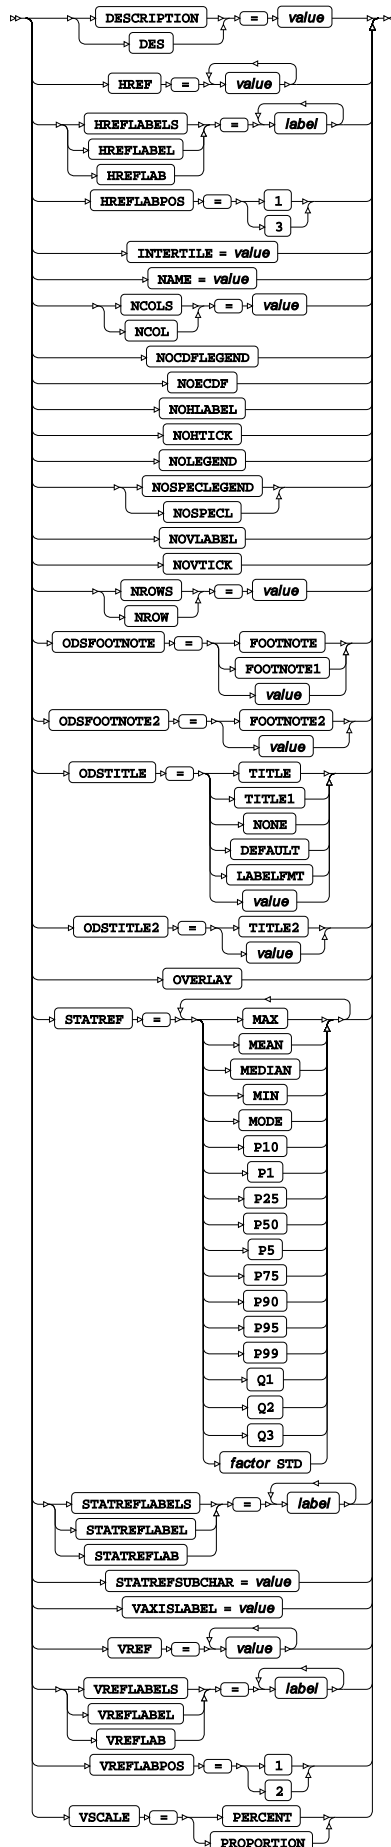 DESCRIPTION = value
DES
HREF = value
HREFLABELS = label
HREFLABEL
HREFLAB
HREFLABPOS = 1
3
INTERTILE = value
NAME = value
NCOLS = value
NCOL
NOCDFLEGEND
NOECDF
NOHLABEL
NOHTICK
NOLEGEND
NOSPECLEGEND
NOSPECL
NOVLABEL
NOVTICK
NROWS = value
NROW
ODSFOOTNOTE = FOOTNOTE
FOOTNOTE1
value
ODSFOOTNOTE2 = FOOTNOTE2
value
ODSTITLE = TITLE
TITLE1
NONE
DEFAULT
LABELFMT
value
ODSTITLE2 = TITLE2
value
OVERLAY
STATREF = MAX
MEAN
MEDIAN
MIN
MODE
P10
P1
P25
P50
P5
P75
P90
P95
P99
Q1
Q2
Q3
factor STD
STATREFLABELS = label
STATREFLABEL
STATREFLAB
STATREFSUBCHAR = value
VAXISLABEL = value
VREF = value
VREFLABELS = label
VREFLABEL
VREFLAB
VREFLABPOS = 1
2
VSCALE = PERCENT
PROPORTION